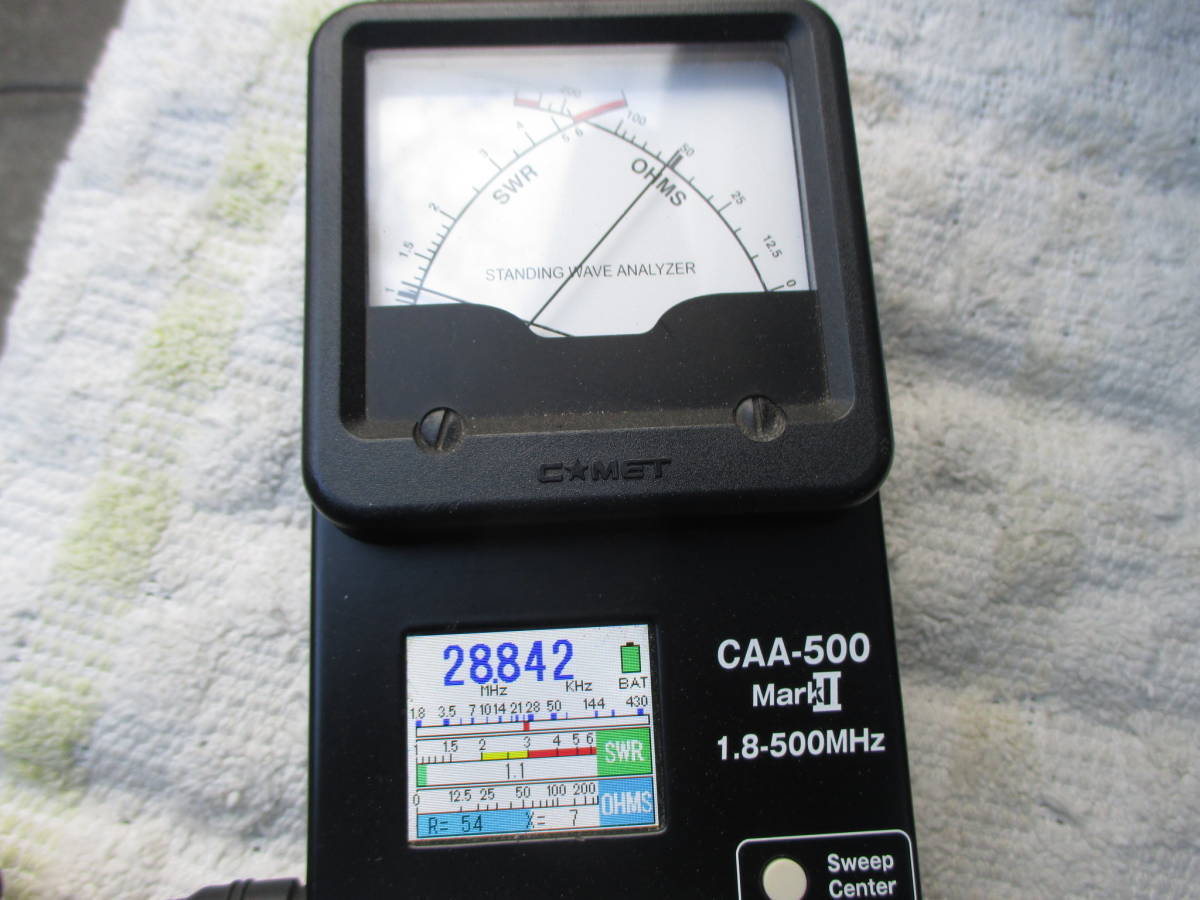 200
100
5 6
4
50
3
SWR
OHMS
2
25
1.5
12.5
STANDING WAVE ANALYZER
1
0
C★MET
28.842
MHz KHz BAT
1.8 3.5 7 10 14 21 28 50 144 430
1 1.5 2 3 4 5 6 SWR
1.1
0 12.5 25 50 100 200 OHMS
R= 54 X= 7
CAA-500
Mark II
1.8-500MHz
Sweep
Center